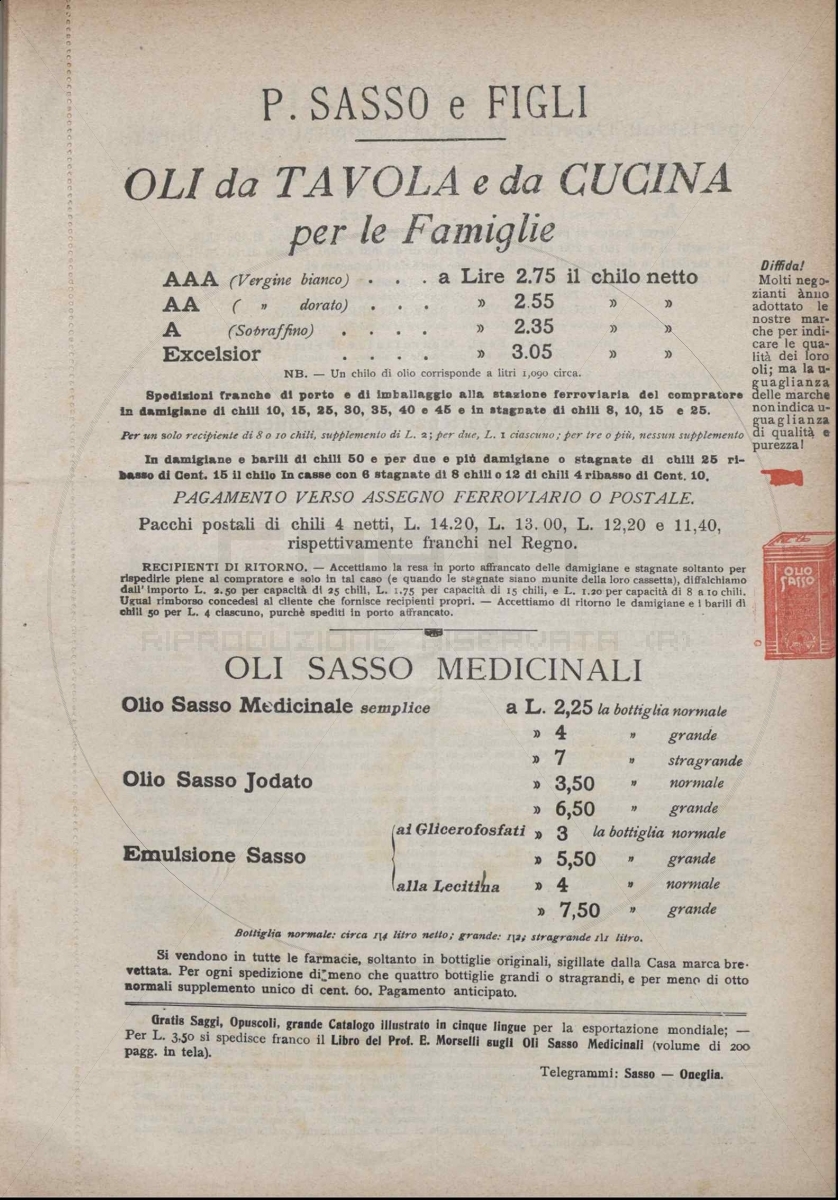 P. SASSO e FIGLI
OLI da TAVOLA e da CUCINA
per le Famiglie
AAA (Vergine bianco) . . . a Lire 2.75 il chilo netto
AA ( „ dorato) . . . » 2.55 » »
A (Sobraffino) . . . . » 2.35 » »
Excelsior . . . . » 3.05 » »
NB. — Un chilo di olio corrisponde a litri 1,090 circa.
Spedizioni franche di porto e di imballaggio alla stazione ferroviaria del compratore
in damigiane di chili 10, 15, 25, 30, 35, 40 e 45 e in stagnate di chili 8, 10, 15 e 25.
Per un solo recipiente di 8 o 10 chili, supplemento di L. 2; per due, L. 1 ciascuno; per tre o più, nessun supplemento
In damigiane e barili di chili 50 e per due e più damigiane o stagnate di chili 25 ri-
basso di Cent. 15 il chilo In casse con 6 stagnate di 8 chili o 12 di chili 4 ribasso di Cent. 10.
PAGAMENTO VERSO ASSEGNO FERROVIARIO O POSTALE.
Pacchi postali di chili 4 netti, L. 14.20, L. 13.00, L. 12,20 e 11,40,
rispettivamente franchi nel Regno.
RECIPIENTI DI RITORNO. — Accettiamo la resa in porto affrancato delle damigiane e stagnate soltanto per
rispedirle piene al compratore e solo in tal caso (e quando le stagnate siano munite della loro cassetta), diffalchiamo
dall'importo L. 2.50 per capacità di 25 chili, L. 1.75 per capacità di 15 chili, e L. 1.20 per capacità di 8 a 10 chili.
Ugual rimborso concedesi al cliente che fornisce recipienti propri. — Accettiamo di ritorno le damigiane e i barili di
chili 50 per L. 4 ciascuno, purchè spediti in porto affrancato.
Diffida!
Molti nego-
zianti ànno
adottato le
nostre mar-
che per indi-
care le qua-
lità dei loro
oli; ma la u-
guaglianza
delle marche
non indica u-
guaglianza
di qualità e
purezza!
OLIO
SASSO
RIPRODUZIONE RISERVATA (R)
OLI SASSO MEDICINALI
Olio Sasso Medicinale semplice a L. 2,25 la bottiglia normale
» 4 „ grande
» 7 „ stragrande
Olio Sasso Jodato » 3,50 „ normale
» 6,50 „ grande
Emulsione Sasso
ai Glicerofosfati » 3 la bottiglia normale
» 5,50 „ grande
alla Lecitina » 4 „ normale
» 7,50 „ grande
Bottiglia normale: circa 1\4 litro netto; grande: 1\2; stragrande 1\1 litro.
Si vendono in tutte le farmacie, soltanto in bottiglie originali, sigillate dalla Casa marca bre-
vettata. Per ogni spedizione di meno che quattro bottiglie grandi o stragrandi, e per meno di otto
normali supplemento unico di cent. 60. Pagamento anticipato.
Gratis Saggi, Opuscoli, grande Catalogo illustrato in cinque lingue per la esportazione mondiale; —
Per L. 3,50 si spedisce franco il Libro del Prof. E. Morselli sugli Oli Sasso Medicinali (volume di 200
pagg. in tela).
Telegrammi: Sasso — Oneglia.